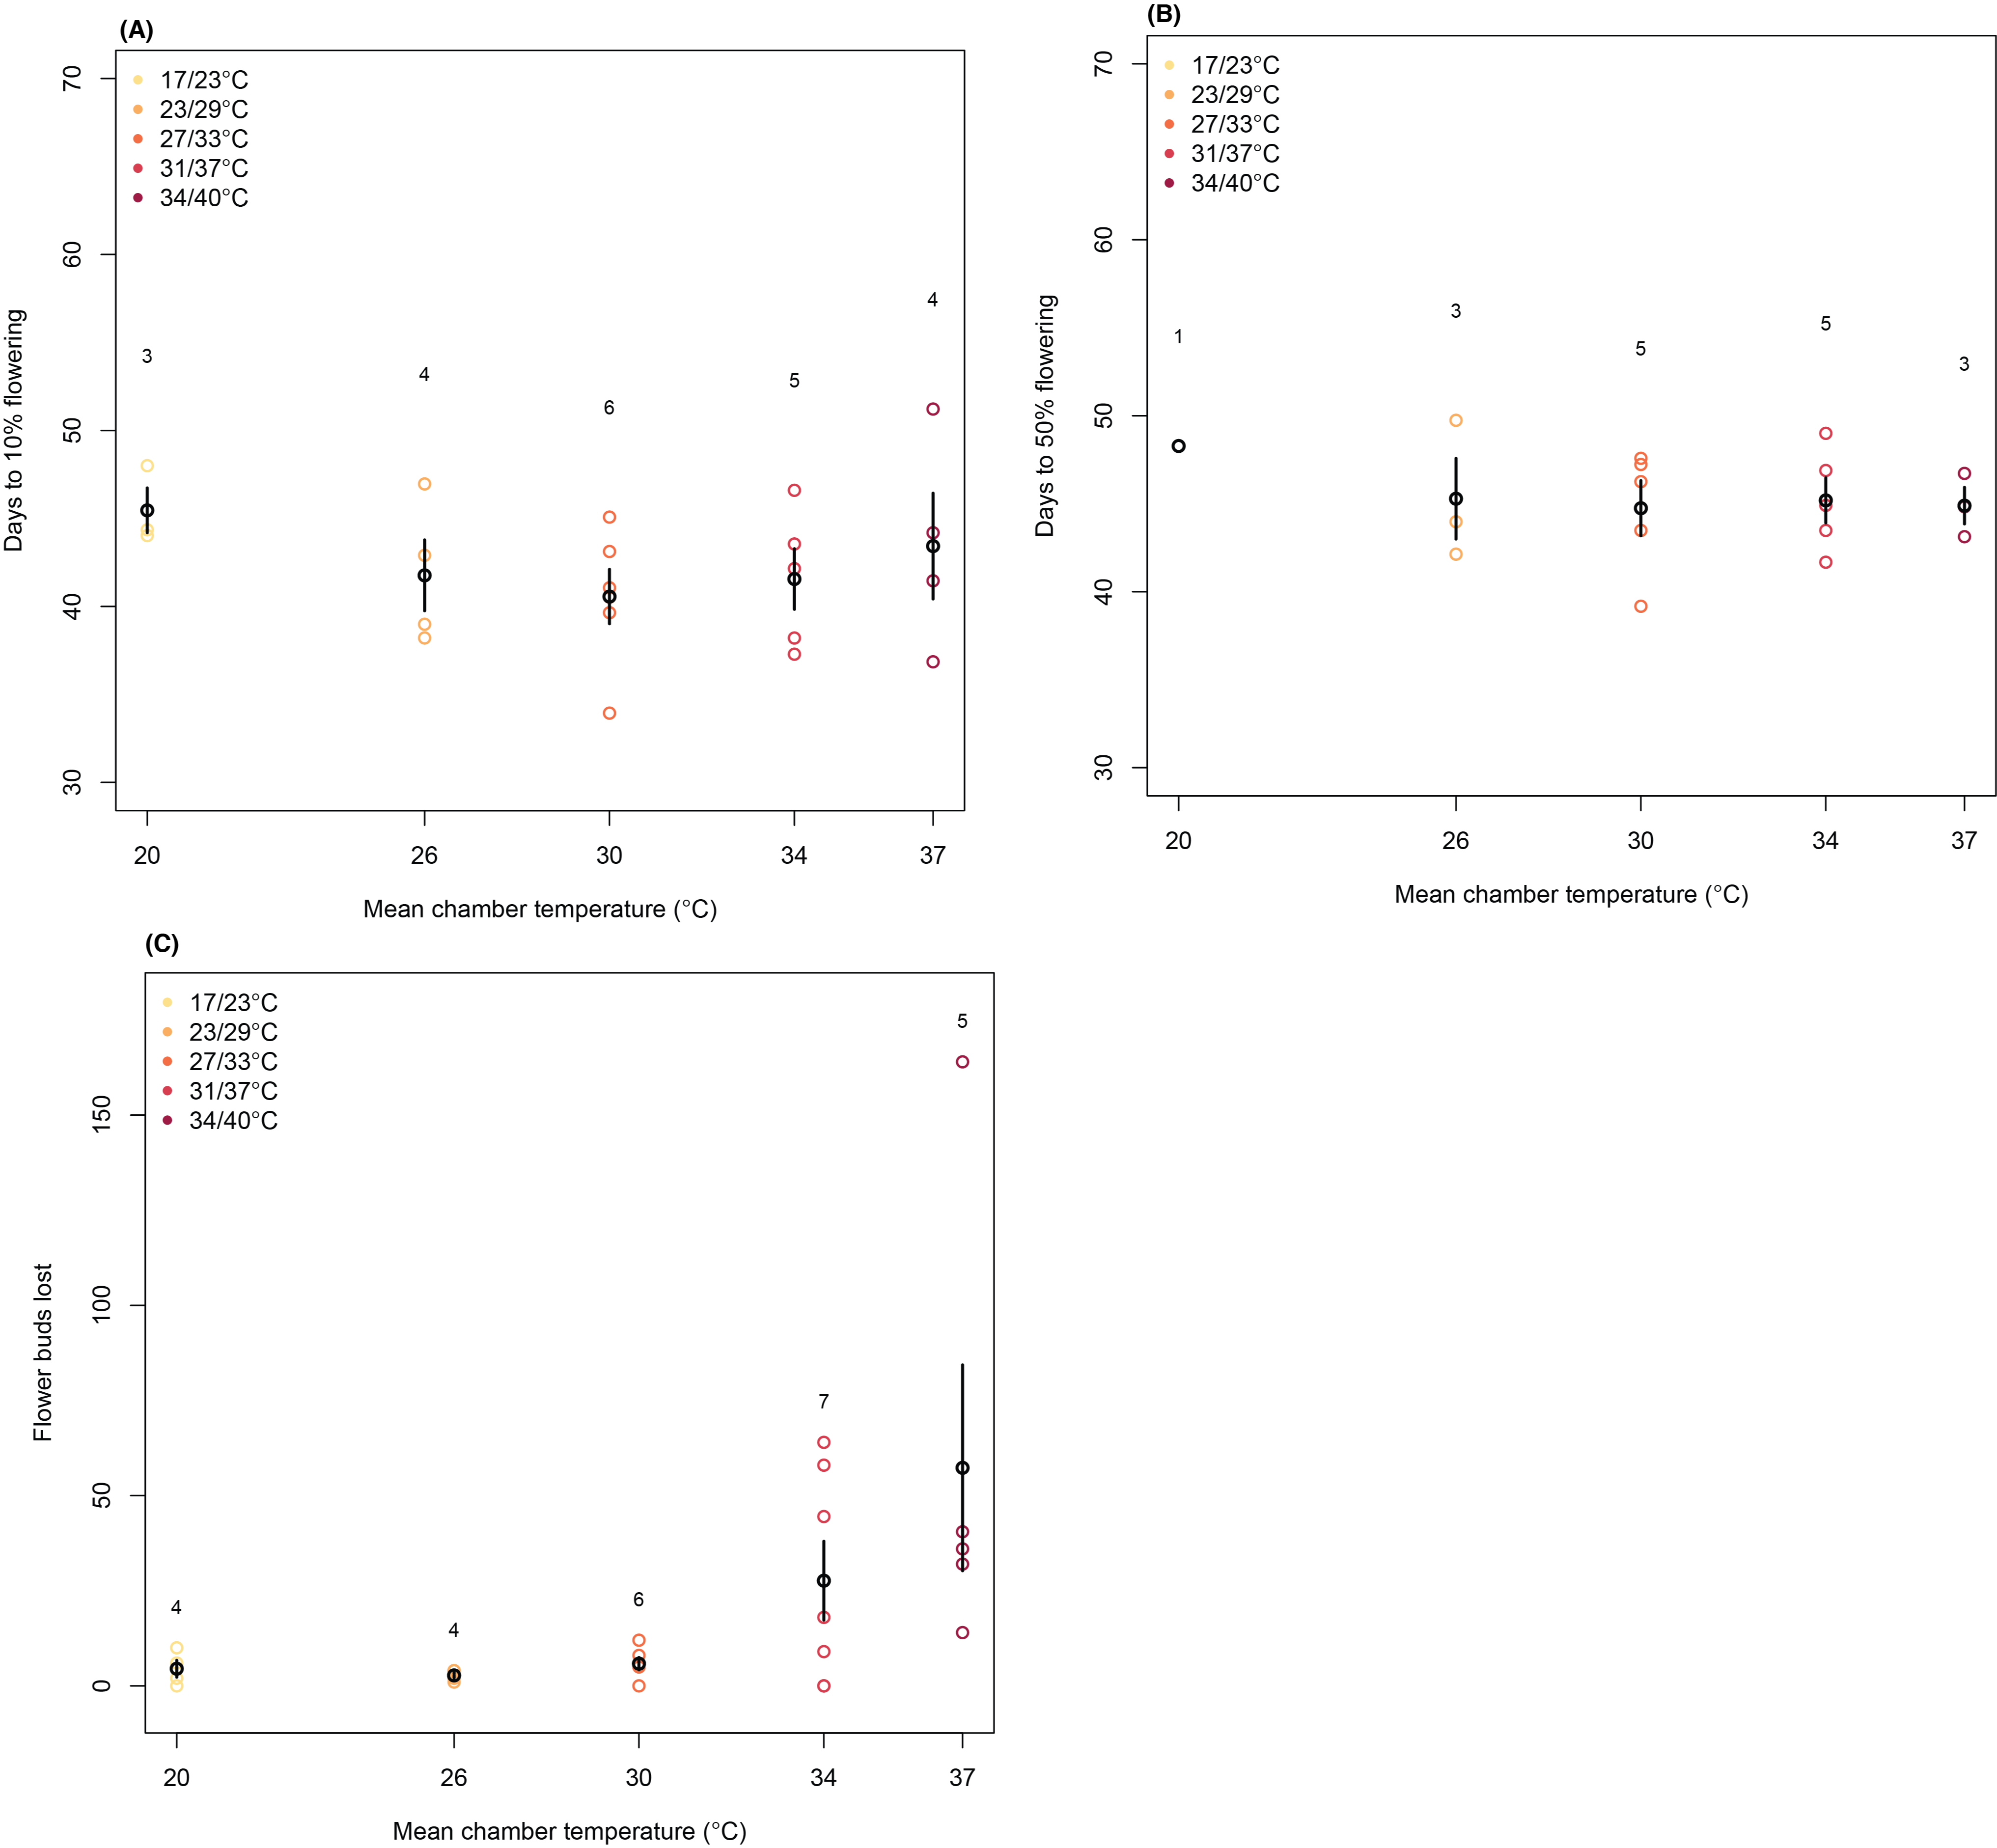 (A)
70
60
50
40
30
Days to 10% flowering
17/23°C
23/29°C
27/33°C
31/37°C
34/40°C
3
4
6
5
4
20
26
30
34
37
Mean chamber temperature (°C)
(B)
70
60
50
40
30
Days to 50% flowering
17/23°C
23/29°C
27/33°C
31/37°C
34/40°C
1
3
5
5
3
20
26
30
34
37
Mean chamber temperature (°C)
(C)
150
100
50
0
Flower buds lost
17/23°C
23/29°C
27/33°C
31/37°C
34/40°C
4
4
6
7
5
20
26
30
34
37
Mean chamber temperature (°C)